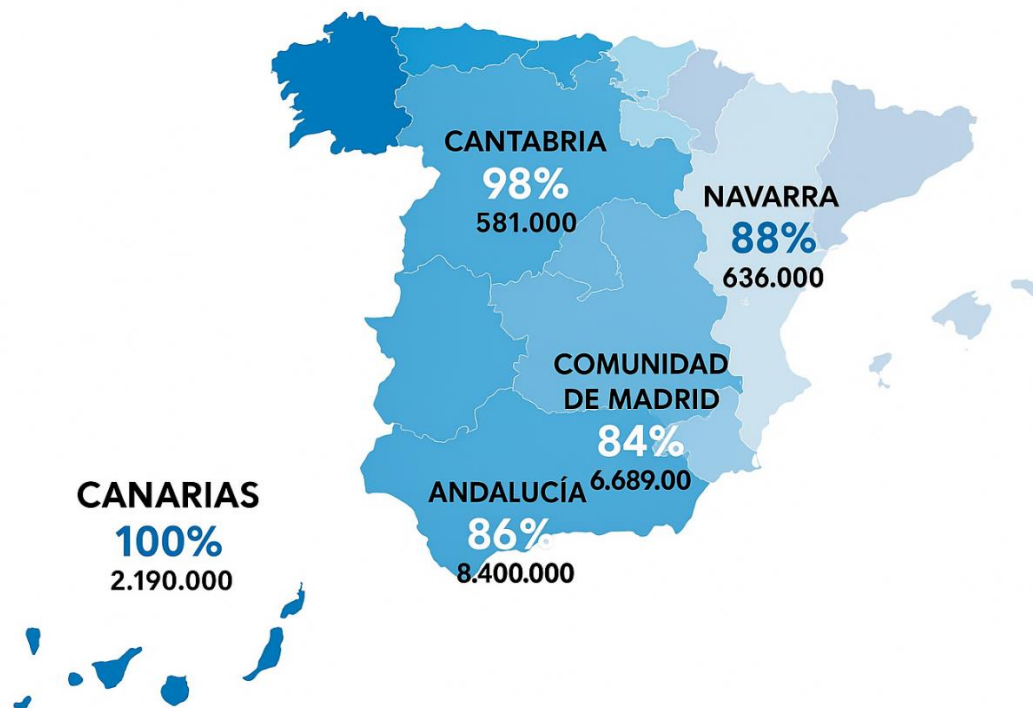 CANTABRIA
98%
581.000
NAVARRA
88%
636.000
COMUNIDAD
DE MADRID
84%
6.689.00
ANDALUCÍA
86%
8.400.000
CANARIAS
100%
2.190.000